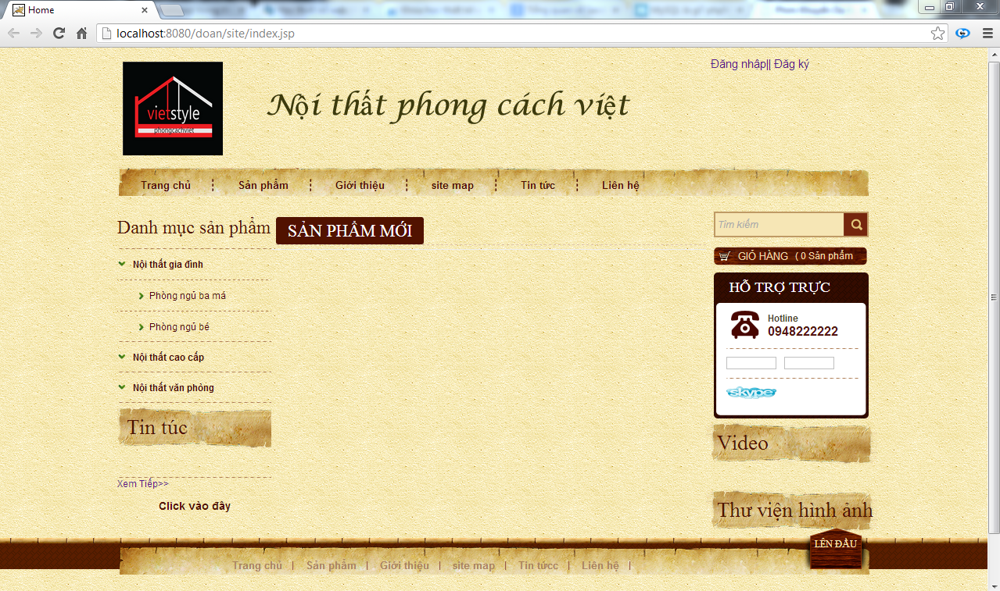 Home
localhost:8080/doan/site/index.jsp
Đăng nhập|| Đăg ký
vietstyle
phongcachviet
Nội thất phong cách việt
Trang chủ
Sản phẩm
Giới thiệu
site map
Tin tức
Liên hệ
Danh mục sản phẩm
Nội thất gia đình
Phòng ngủ ba má
Phòng ngủ bé
Nội thất cao cấp
Nội thất văn phòng
Tin túc
Xem Tiếp>>
Click vào đây
SẢN PHẨM MỚI
Tìm kiếm
GIỎ HÀNG ( 0 Sản phẩm
HỖ TRỢ TRỰC
Hotline
0948222222
skype
Video
Thư viện hình ảnh
LÊN ĐẦU
Trang chủ | Sản phẩm | Giới thiệu | site map | Tin tứcc | Liên hệ |